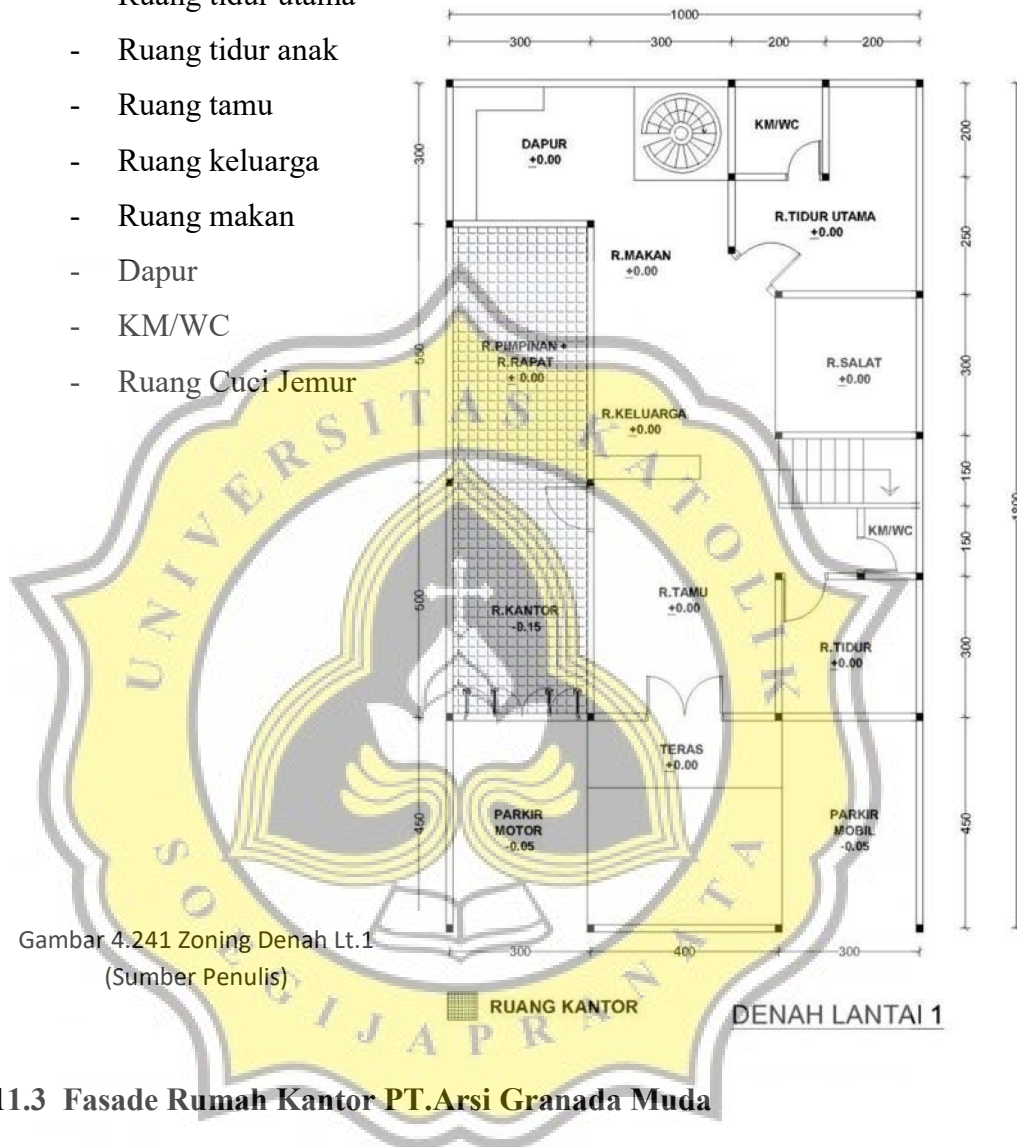 - Ruang tidur utama
- Ruang tidur anak
- Ruang tamu
- Ruang keluarga
- Ruang makan
- Dapur
- KM/WC
- Ruang Cuci Jemur
1000
300 300 200 200
DAPUR
+0.00
KM/WC
R.TIDUR UTAMA
+0.00
R.MAKAN
+0.00
R.PIMPINAN +
R.RAPAT
+0.00
R.SALAT
+0.00
R.KELUARGA
+0.00
KM/WC
R.TAMU
+0.00
R.KANTOR
-0.15
R.TIDUR
+0.00
TERAS
+0.00
PARKIR
MOTOR
-0.05
PARKIR
MOBIL
-0.05
300
550
500
450
200
250
300
150
150
300
450
1800
300 400 300
UNIVERSITAS KATOLIK
SOEGIJAPRANATA
Gambar 4.241 Zoning Denah Lt.1
(Sumber Penulis)
RUANG KANTOR
DENAH LANTAI 1
11.3 Fasade Rumah Kantor PT.Arsi Granada Muda